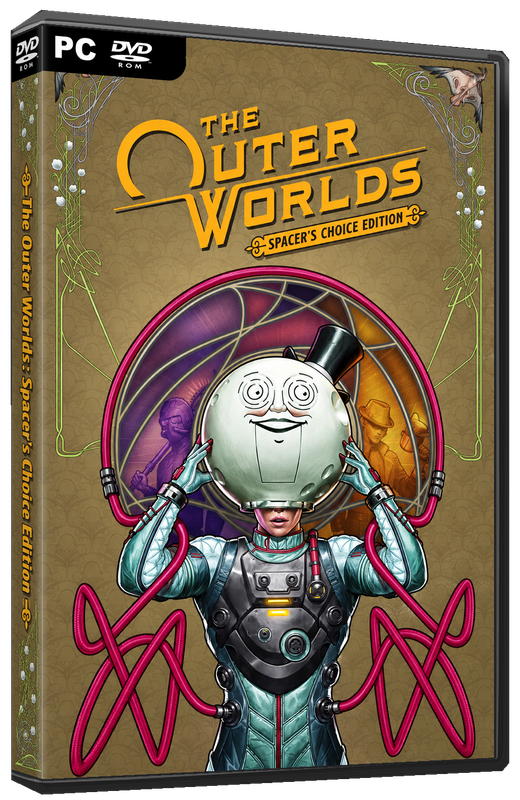 DVD
ROM
PC DVD
ROM
THE
OUTER
WORLDS
SPACER'S CHOICE EDITION
The Outer Worlds: Spacer's Choice Edition